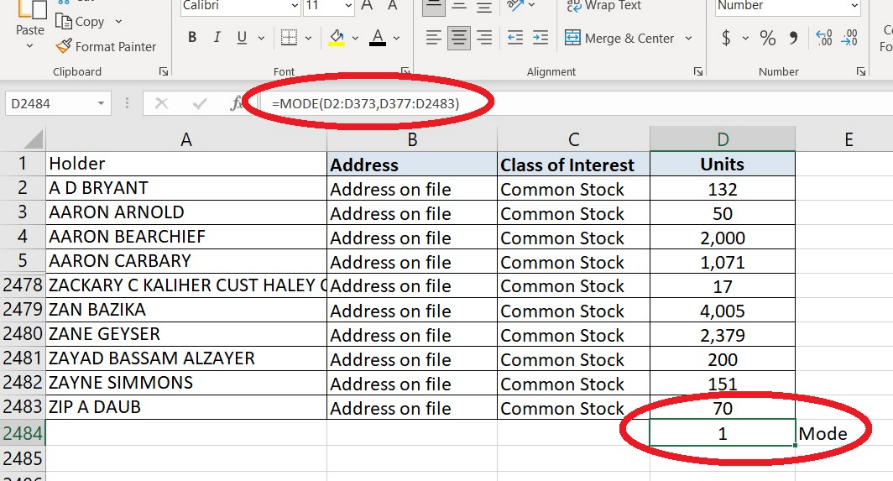 Calibri 11 A A Wrap Text Number
Paste Copy
Format Painter B I U A Merge & Center $ % 9 .00 .00
Clipboard Font Alignment Number
D2484 fx =MODE(D2:D373,D377:D2483)
A B C D E
1 Holder Address Class of Interest Units
2 A D BRYANT Address on file Common Stock 132
3 AARON ARNOLD Address on file Common Stock 50
4 AARON BEARCHIEF Address on file Common Stock 2,000
5 AARON CARBARY Address on file Common Stock 1,071
2478 ZACKARY C KALIHER CUST HALEY Address on file Common Stock 17
2479 ZAN BAZIKA Address on file Common Stock 4,005
2480 ZANE GEYSER Address on file Common Stock 2,379
2481 ZAYAD BASSAM ALZAYER Address on file Common Stock 200
2482 ZAYNE SIMMONS Address on file Common Stock 151
2483 ZIP A DAUB Address on file Common Stock 70
2484 1 Mode
2485